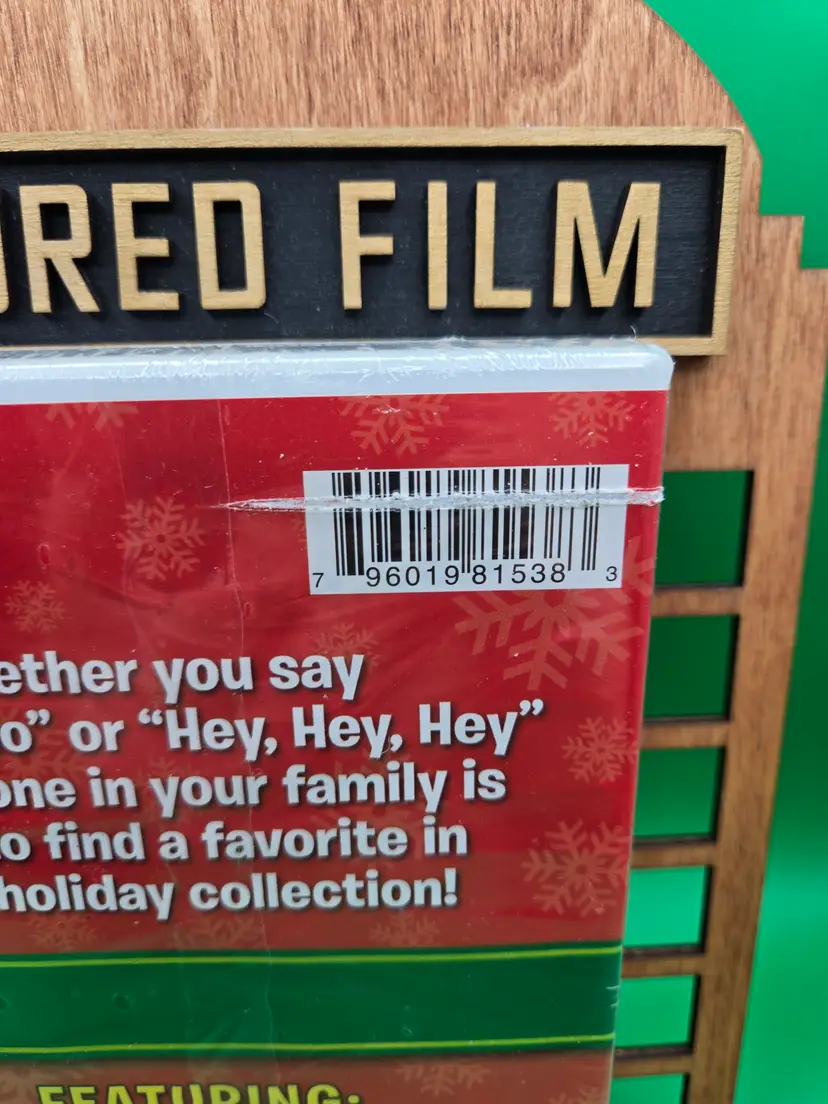 RED FILM
7 96019 81538 3
ether you say
o” or “Hey, Hey, Hey”
one in your family is
o find a favorite in
holiday collection!
FEATURING: